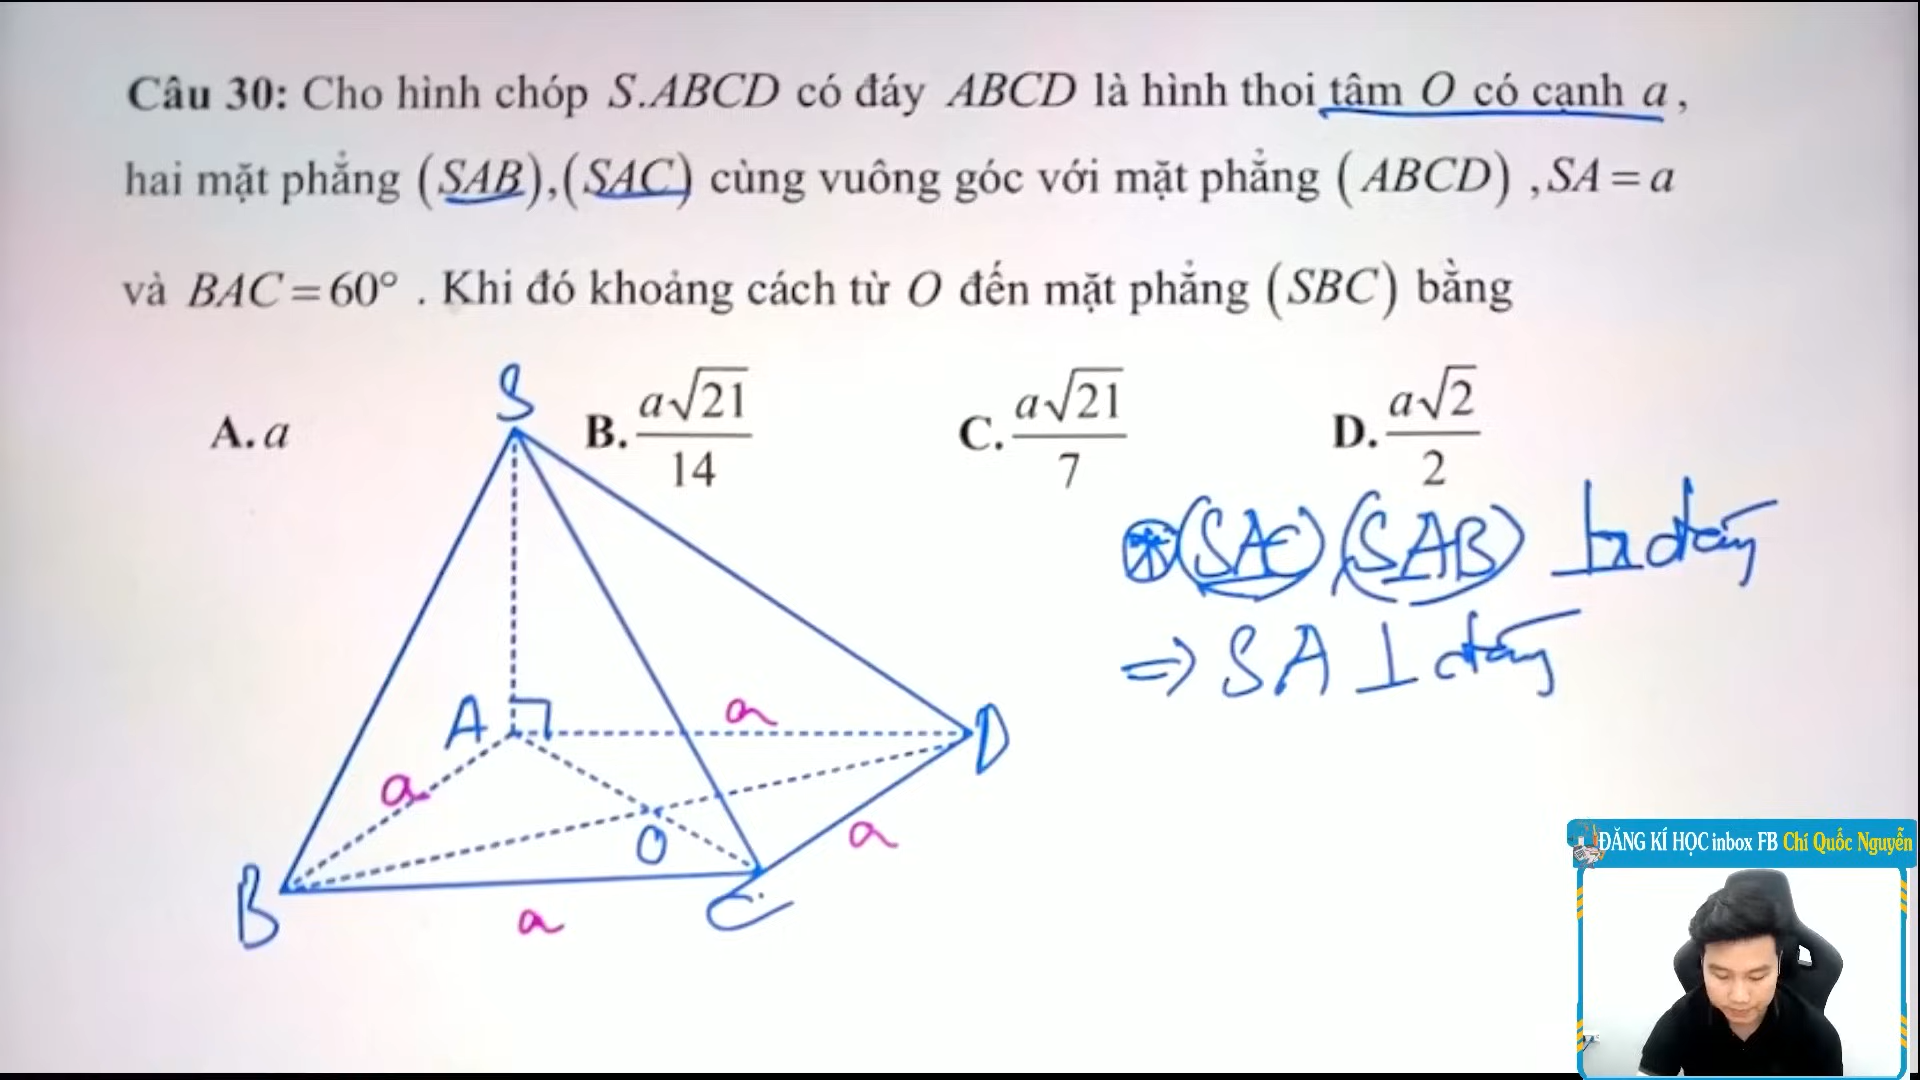 Câu 30: Cho hình chóp S.ABCD có đáy ABCD là hình thoi tâm O có cạnh a,
hai mặt phẳng (SAB),(SAC) cùng vuông góc với mặt phẳng (ABCD) ,SA = a
và BAC = 60° . Khi đó khoảng cách từ O đến mặt phẳng (SBC) bằng
A. a B. a√21/14 C. a√21/7 D. a√2/2
S
⊛ (SAC) (SAB) ⊥ đáy
⇒ SA ⊥ đáy
A a D
a
O a
B a C
ĐĂNG KÍ HỌC inbox FB Chí Quốc Nguyễn